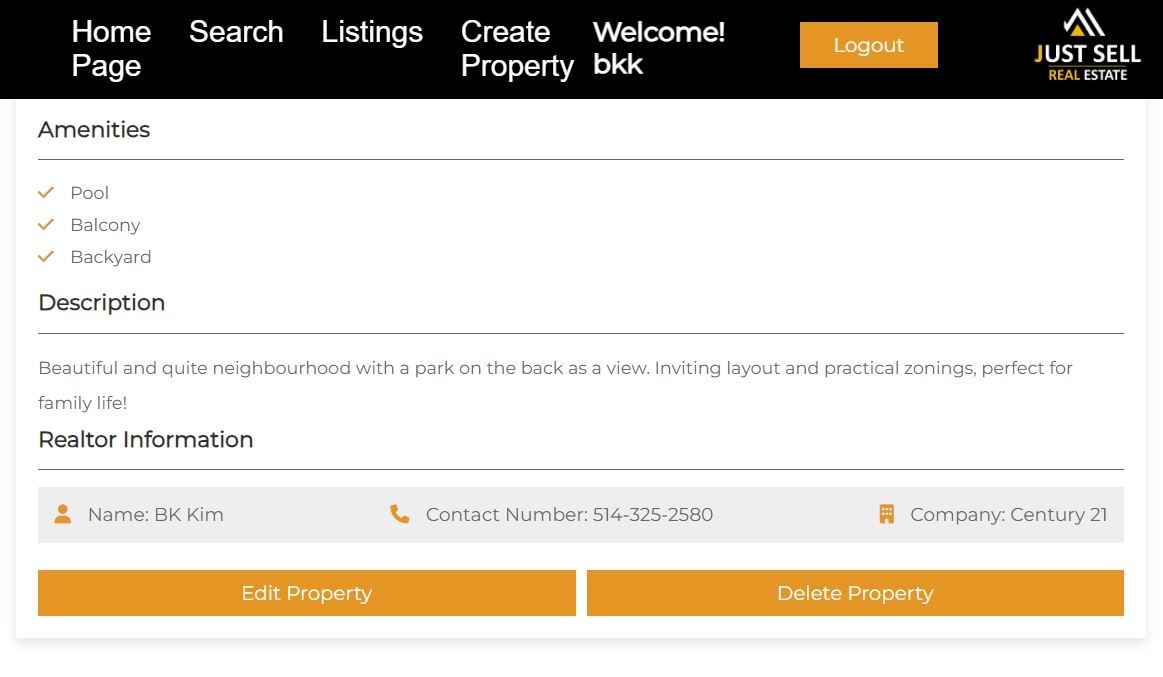 Home Search Listings Create Welcome! Logout
Page Property bkk
JUST SELL
REAL ESTATE
Amenities
Pool
Balcony
Backyard
Description
Beautiful and quite neighbourhood with a park on the back as a view. Inviting layout and practical zonings, perfect for
family life!
Realtor Information
Name: BK Kim Contact Number: 514-325-2580 Company: Century 21
Edit Property Delete Property